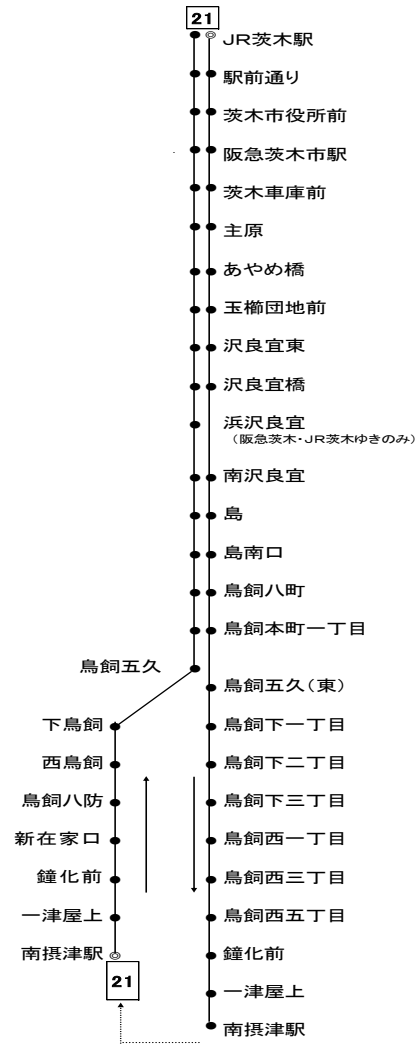 21
JR茨木駅
駅前通り
茨木市役所前
阪急茨木市駅
茨木車庫前
主原
あやめ橋
玉櫛団地前
沢良宜東
沢良宜橋
浜沢良宜
(阪急茨木・JR茨木ゆきのみ)
南沢良宜
島
島南口
鳥飼八町
鳥飼本町一丁目
鳥飼五久
鳥飼五久(東)
下鳥飼
鳥飼下一丁目
西鳥飼
鳥飼下二丁目
鳥飼八防
鳥飼下三丁目
新在家口
鳥飼西一丁目
鐘化前
鳥飼西三丁目
一津屋上
鳥飼西五丁目
南摂津駅
鐘化前
21
一津屋上
南摂津駅